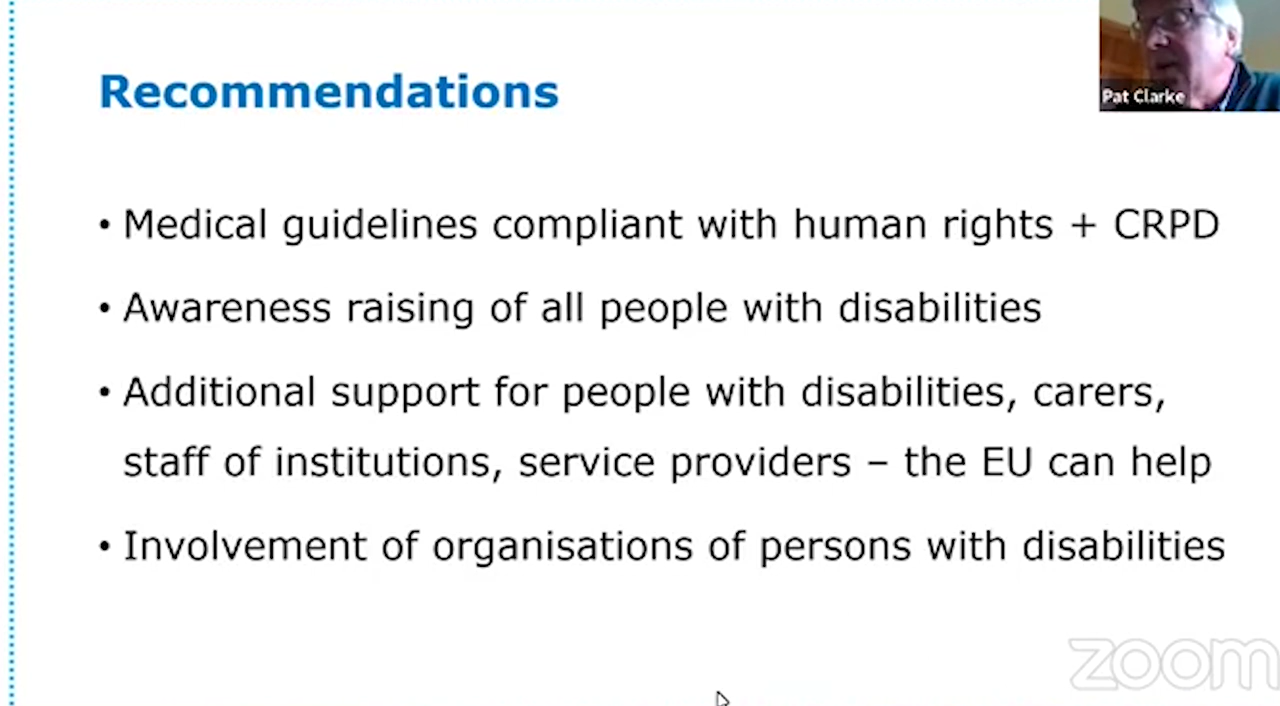 Recommendations
Pat Clarke
• Medical guidelines compliant with human rights + CRPD
• Awareness raising of all people with disabilities
• Additional support for people with disabilities, carers,
staff of institutions, service providers – the EU can help
• Involvement of organisations of persons with disabilities
zoom